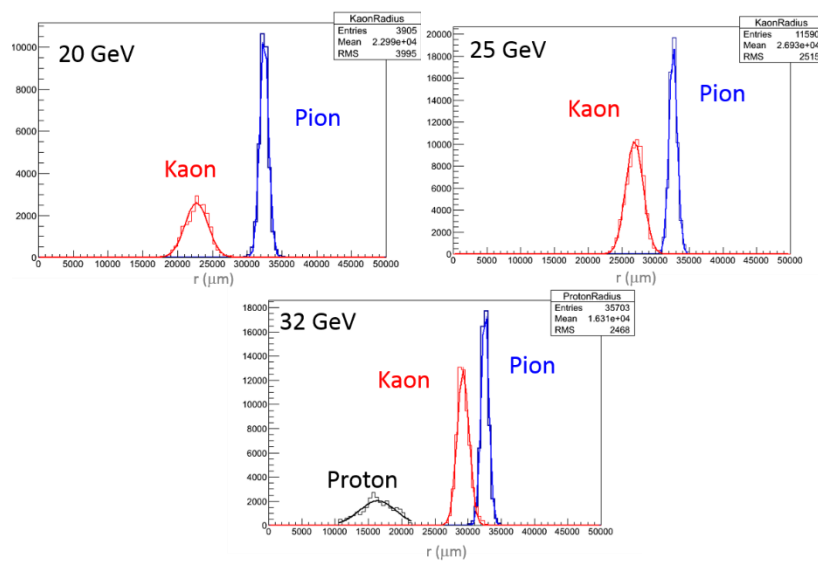 20 GeV
KaonRadius
Entries 3905
Mean 2.299e+04
RMS 3995
Kaon
Pion
10000
8000
6000
4000
2000
0
0 5000 10000 15000 20000 25000 30000 35000 40000 45000 50000
r (μm)
25 GeV
KaonRadius
Entries 11590
Mean 2.693e+04
RMS 2515
Kaon
Pion
20000
18000
16000
14000
12000
10000
8000
6000
4000
2000
0
0 5000 10000 15000 20000 25000 30000 35000 40000 45000 50000
r (μm)
32 GeV
ProtonRadius
Entries 35703
Mean 1.631e+04
RMS 2468
Kaon
Pion
Proton
18000
16000
14000
12000
10000
8000
6000
4000
2000
0
0 5000 10000 15000 20000 25000 30000 35000 40000 45000 50000
r (μm)